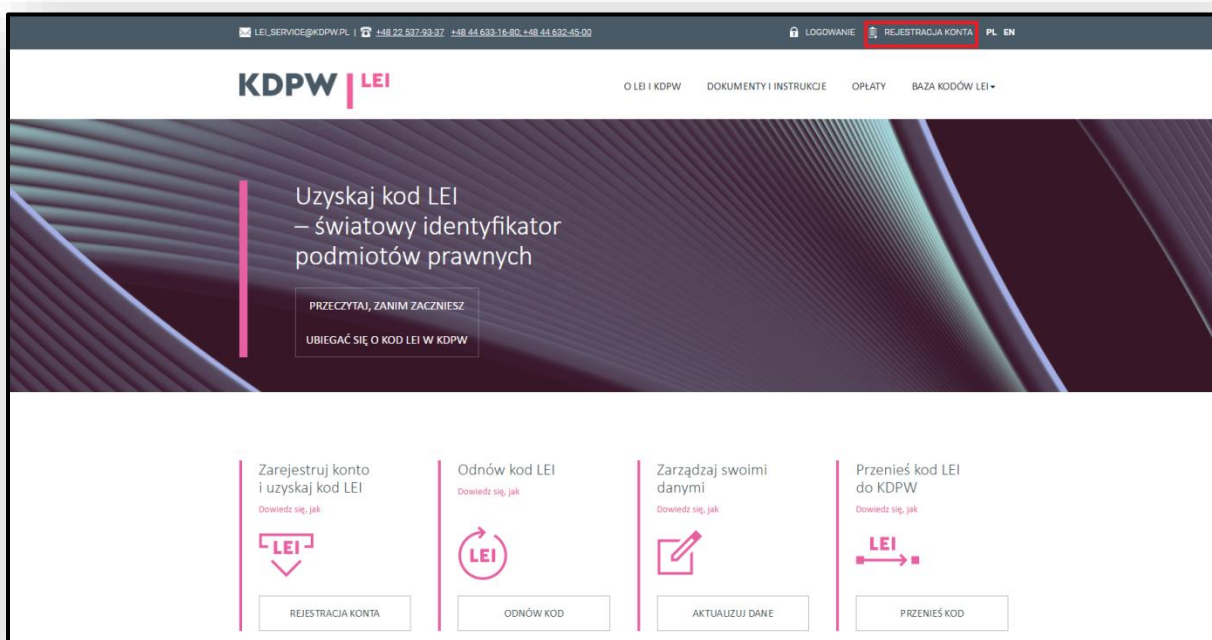 LEI_SERVICE@KDPW.PL | +48 22 537-93-37 +48 44 633-16-80; +48 44 632-45-00 LOGOWANIE REJESTRACJA KONTA PL EN
KDPW | LEI O LEI I KDPW DOKUMENTY I INSTRUKCJE OPŁATY BAZA KODÓW LEI
Uzyskaj kod LEI
– światowy identyfikator
podmiotów prawnych
PRZECZYTAJ, ZANIM ZACZNIESZ
UBIEGAĆ SIĘ O KOD LEI W KDPW
Zarejestruj konto
i uzyskaj kod LEI
Dowiedz się, jak
LEI
REJESTRACJA KONTA
Odnów kod LEI
Dowiedz się, jak
LEI
ODNÓW KOD
Zarządzaj swoimi
danymi
Dowiedz się, jak
AKTUALIZUJ DANE
Przenieś kod LEI
do KDPW
Dowiedz się, jak
LEI
PRZENIEŚ KOD